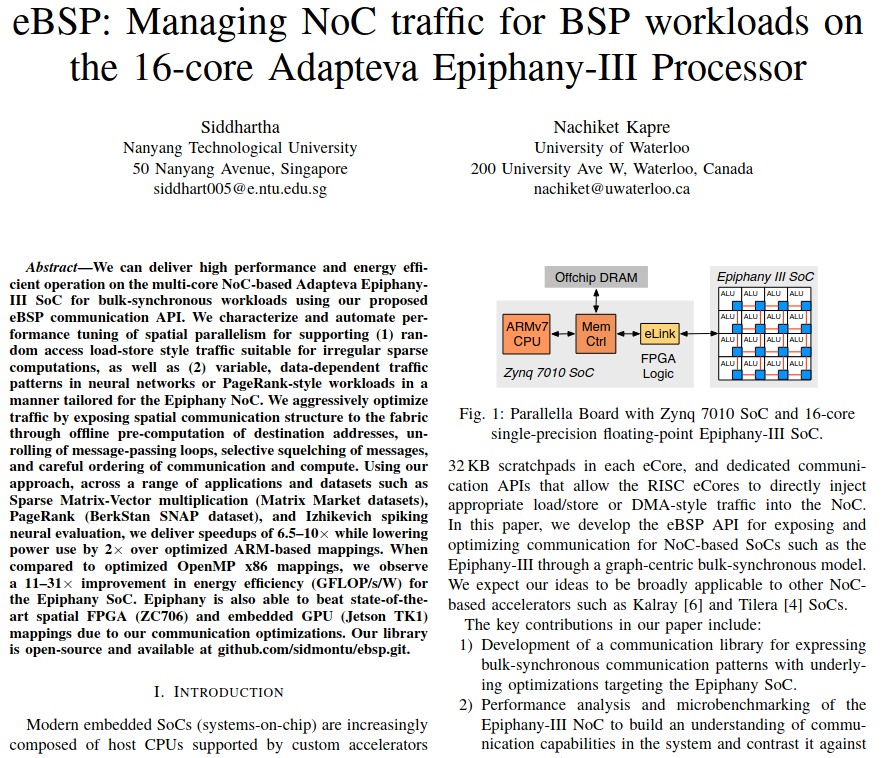 eBSP: Managing NoC traffic for BSP workloads on
the 16-core Adapteva Epiphany-III Processor
Siddhartha
Nanyang Technological University
50 Nanyang Avenue, Singapore
siddhart005@e.ntu.edu.sg
Nachiket Kapre
University of Waterloo
200 University Ave W, Waterloo, Canada
nachiket@uwaterloo.ca
Abstract—We can deliver high performance and energy effi-
cient operation on the multi-core NoC-based Adapteva Epiphany-
III SoC for bulk-synchronous workloads using our proposed
eBSP communication API. We characterize and automate per-
formance tuning of spatial parallelism for supporting (1) ran-
dom access load-store style traffic suitable for irregular sparse
computations, as well as (2) variable, data-dependent traffic
patterns in neural networks or PageRank-style workloads in a
manner tailored for the Epiphany NoC. We aggressively optimize
traffic by exposing spatial communication structure to the fabric
through offline pre-computation of destination addresses, un-
rolling of message-passing loops, selective squelching of messages,
and careful ordering of communication and compute. Using our
approach, across a range of applications and datasets such as
Sparse Matrix-Vector multiplication (Matrix Market datasets),
PageRank (BerkStan SNAP dataset), and Izhikevich spiking
neural evaluation, we deliver speedups of 6.5–10× while lowering
power use by 2× over optimized ARM-based mappings. When
compared to optimized OpenMP x86 mappings, we observe
a 11–31× improvement in energy efficiency (GFLOP/s/W) for
the Epiphany SoC. Epiphany is also able to beat state-of-the-
art spatial FPGA (ZC706) and embedded GPU (Jetson TK1)
mappings due to our communication optimizations. Our library
is open-source and available at github.com/sidmontu/ebsp.git.
I. INTRODUCTION
Modern embedded SoCs (systems-on-chip) are increasingly
composed of host CPUs supported by custom accelerators
Offchip DRAM
Epiphany III SoC
ARMv7
CPU
Mem
Ctrl
eLink
FPGA
Logic
Zynq 7010 SoC
ALU ALU ALU ALU
ALU ALU ALU ALU
ALU ALU ALU ALU
ALU ALU ALU ALU
Fig. 1: Parallella Board with Zynq 7010 SoC and 16-core
single-precision floating-point Epiphany-III SoC.
32 KB scratchpads in each eCore, and dedicated communi-
cation APIs that allow the RISC eCores to directly inject
appropriate load/store or DMA-style traffic into the NoC.
In this paper, we develop the eBSP API for exposing and
optimizing communication for NoC-based SoCs such as the
Epiphany-III through a graph-centric bulk-synchronous model.
We expect our ideas to be broadly applicable to other NoC-
based accelerators such as Kalray [6] and Tilera [4] SoCs.
The key contributions in our paper include:
1) Development of a communication library for expressing
bulk-synchronous communication patterns with underly-
ing optimizations targeting the Epiphany SoC.
2) Performance analysis and microbenchmarking of the
Epiphany-III NoC to build an understanding of commu-
nication capabilities in the system and contrast it against